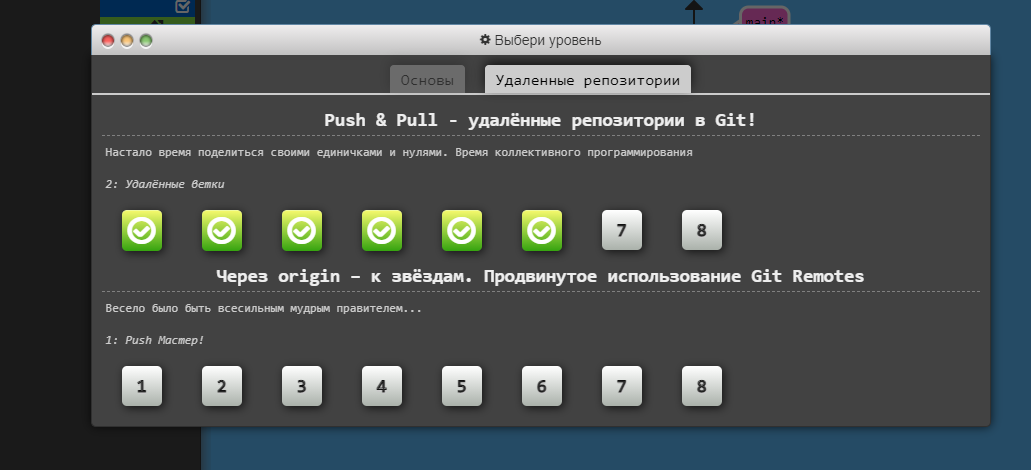 main*
Выбери уровень
Основы
Удаленные репозитории
Push & Pull - удалённые репозитории в Git!
Настало время поделиться своими единичками и нулями. Время коллективного программирования
2: Удалённые ветки
7 8
Через origin – к звёздам. Продвинутое использование Git Remotes
Весело было быть всесильным мудрым правителем...
1: Push Мастер!
1 2 3 4 5 6 7 8